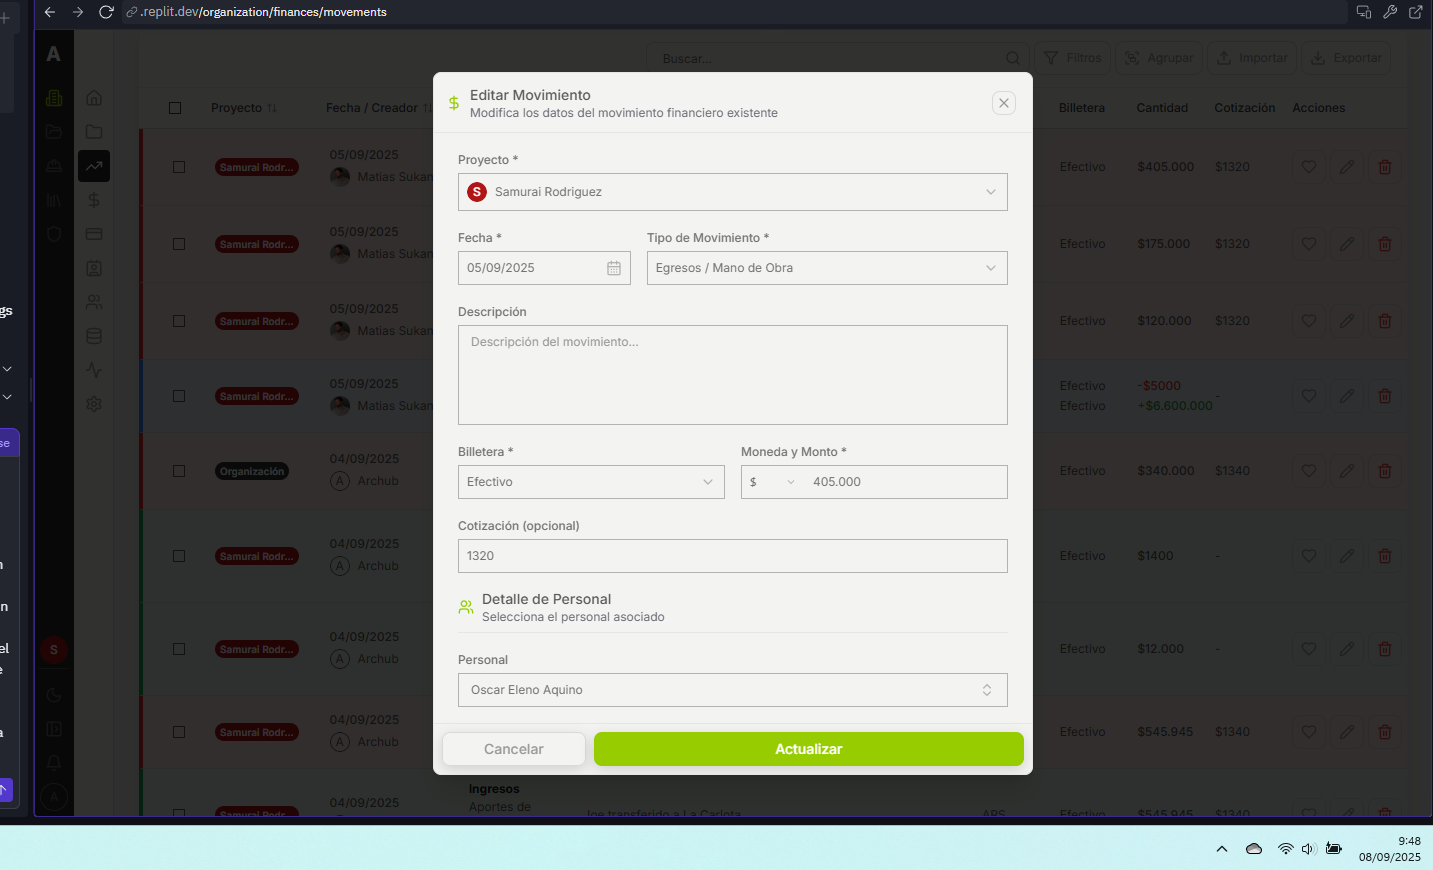 .replit.dev/organization/finances/movements
A
Buscar...
Filtros
Agrupar
Importar
Exportar
Proyecto
Fecha / Creador
Billetera
Cantidad
Cotización
Acciones
Editar Movimiento
Modifica los datos del movimiento financiero existente
Proyecto *
S Samurai Rodriguez
Fecha *
Tipo de Movimiento *
05/09/2025
Egresos / Mano de Obra
Descripción
Descripción del movimiento...
Billetera *
Moneda y Monto *
Efectivo
$ 405.000
Cotización (opcional)
1320
Detalle de Personal
Selecciona el personal asociado
Personal
Oscar Eleno Aquino
Cancelar
Actualizar
Samurai Rodr...
05/09/2025
Matias Sukan
Efectivo
$405.000
$1320
Samurai Rodr...
05/09/2025
Matias Sukan
Efectivo
$175.000
$1320
Samurai Rodr...
05/09/2025
Matias Sukan
Efectivo
$120.000
$1320
Samurai Rodr...
05/09/2025
Matias Sukan
Efectivo
-$5000
Efectivo
+$6.600.000
-
Organización
04/09/2025
A Archub
Efectivo
$340.000
$1340
Samurai Rodr...
04/09/2025
A Archub
Efectivo
$1400
-
Samurai Rodr...
04/09/2025
A Archub
Efectivo
$12.000
-
Samurai Rodr...
04/09/2025
A Archub
Efectivo
$545.945
$1340
Samurai Rodr...
04/09/2025
Ingresos
Aportes de
Joe transferido a La Carlota
ARS
Efectivo
$545.945
$1340
S
A
gs
se
n
n
el
e
a
9:48
08/09/2025